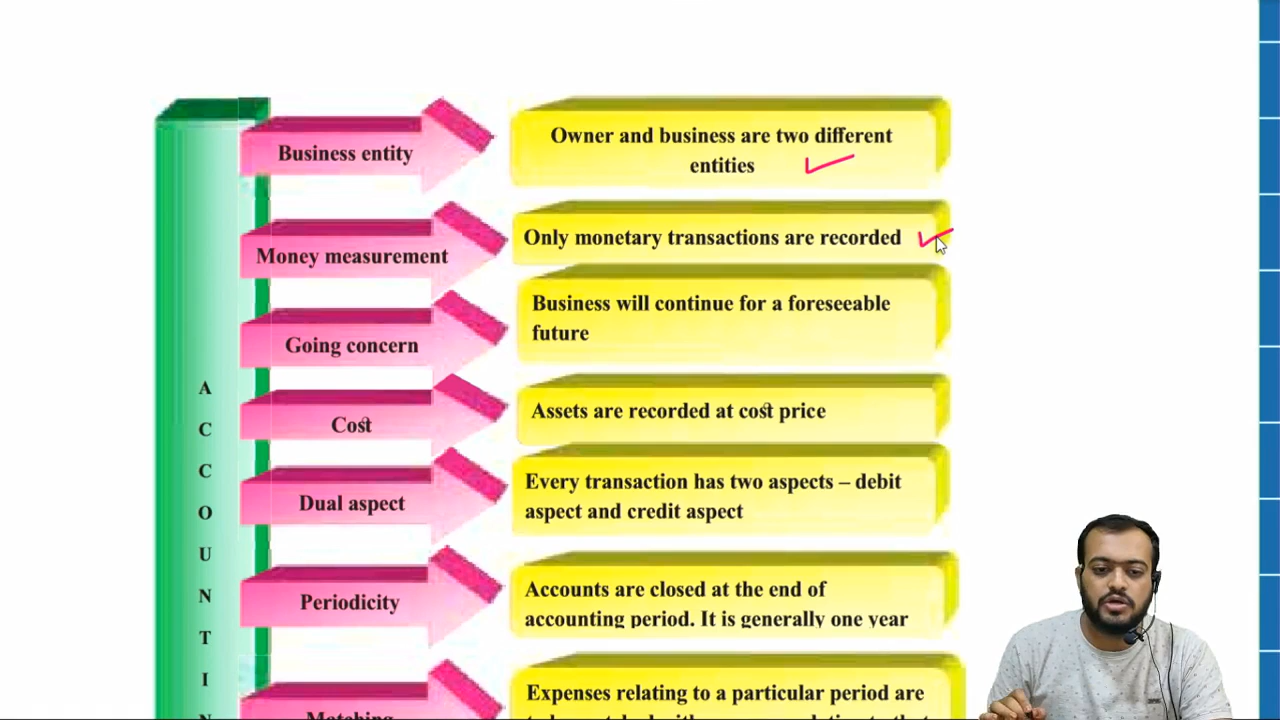 Business entity
Owner and business are two different
entities
Money measurement
Only monetary transactions are recorded
Going concern
Business will continue for a foreseeable
future
Cost
Assets are recorded at cost price
Dual aspect
Every transaction has two aspects – debit
aspect and credit aspect
Periodicity
Accounts are closed at the end of
accounting period. It is generally one year
Matching
Expenses relating to a particular period are
A
C
C
O
U
N
T
I
N